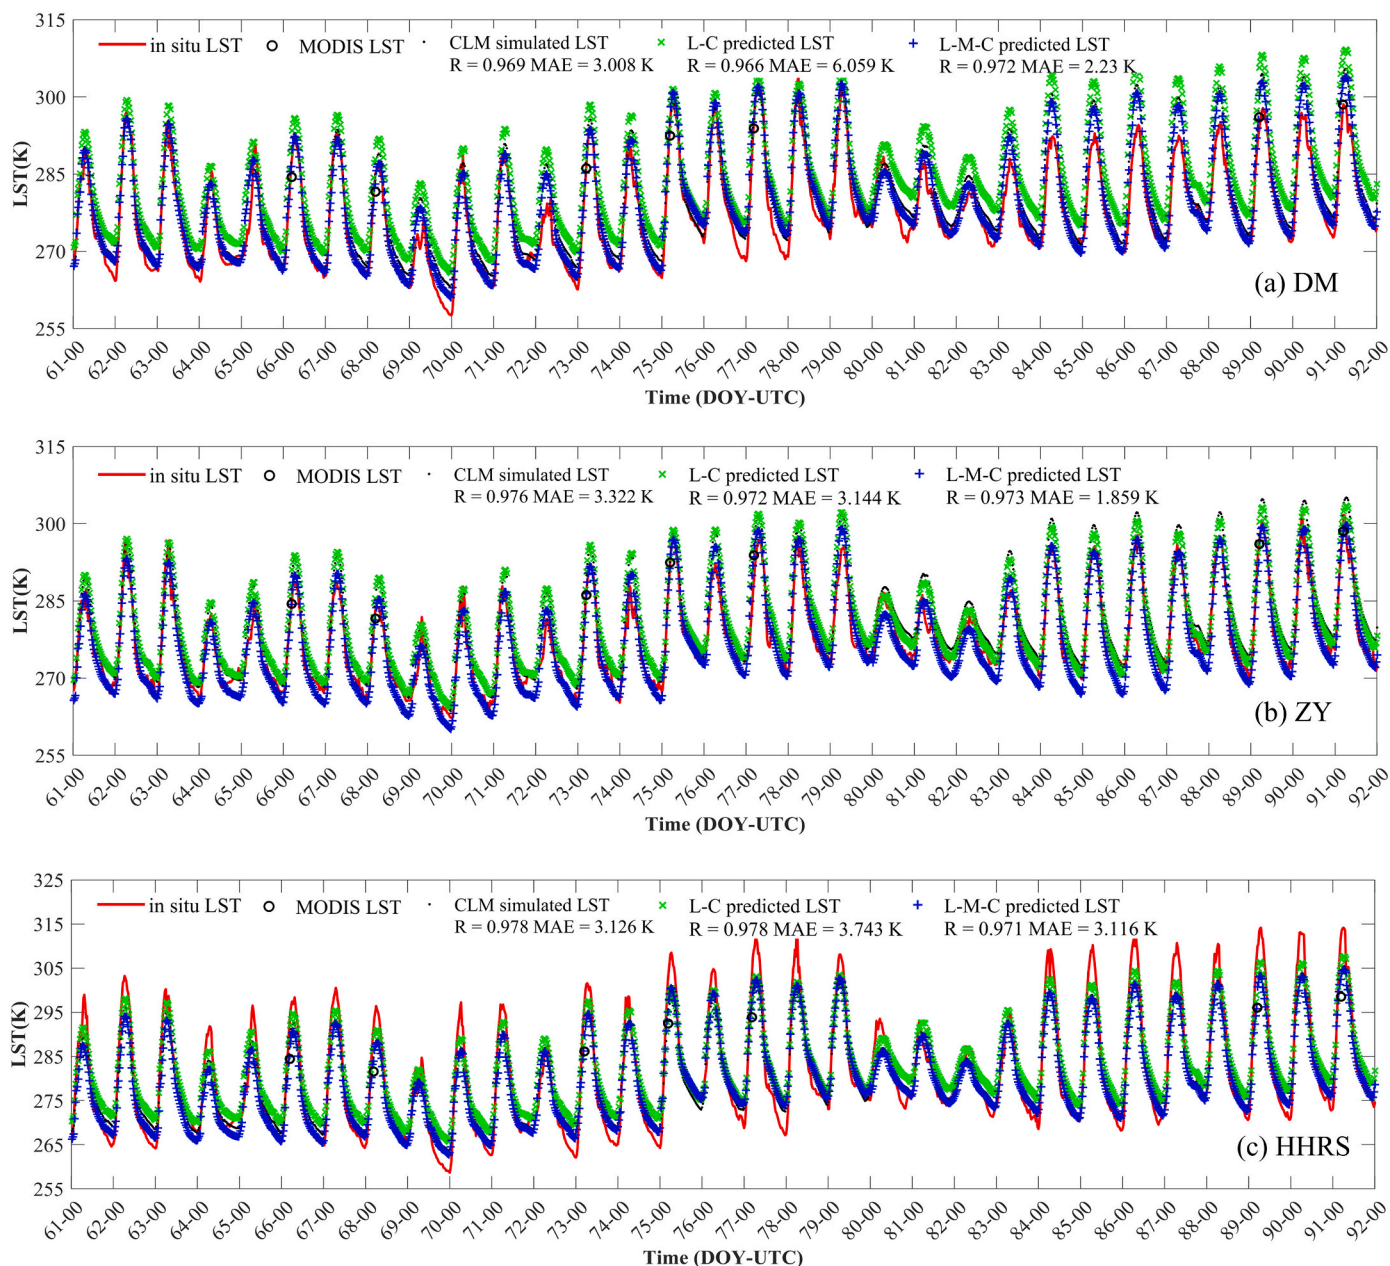 315
in situ LST MODIS LST CLM simulated LST L-C predicted LST L-M-C predicted LST
R = 0.969 MAE = 3.008 K R = 0.966 MAE = 6.059 K R = 0.972 MAE = 2.23 K
300
LST(K)
285
270
(a) DM
255
61-00 62-00 63-00 64-00 65-00 66-00 67-00 68-00 69-00 70-00 71-00 72-00 73-00 74-00 75-00 76-00 77-00 78-00 79-00 80-00 81-00 82-00 83-00 84-00 85-00 86-00 87-00 88-00 89-00 90-00 91-00 92-00
Time (DOY-UTC)
315
in situ LST MODIS LST CLM simulated LST L-C predicted LST L-M-C predicted LST
R = 0.976 MAE = 3.322 K R = 0.972 MAE = 3.144 K R = 0.973 MAE = 1.859 K
300
LST(K)
285
270
(b) ZY
255
61-00 62-00 63-00 64-00 65-00 66-00 67-00 68-00 69-00 70-00 71-00 72-00 73-00 74-00 75-00 76-00 77-00 78-00 79-00 80-00 81-00 82-00 83-00 84-00 85-00 86-00 87-00 88-00 89-00 90-00 91-00 92-00
Time (DOY-UTC)
325
in situ LST MODIS LST CLM simulated LST L-C predicted LST L-M-C predicted LST
R = 0.978 MAE = 3.126 K R = 0.978 MAE = 3.743 K R = 0.971 MAE = 3.116 K
315
305
295
LST(K)
285
275
265
(c) HHRS
255
61-00 62-00 63-00 64-00 65-00 66-00 67-00 68-00 69-00 70-00 71-00 72-00 73-00 74-00 75-00 76-00 77-00 78-00 79-00 80-00 81-00 82-00 83-00 84-00 85-00 86-00 87-00 88-00 89-00 90-00 91-00 92-00
Time (DOY-UTC)